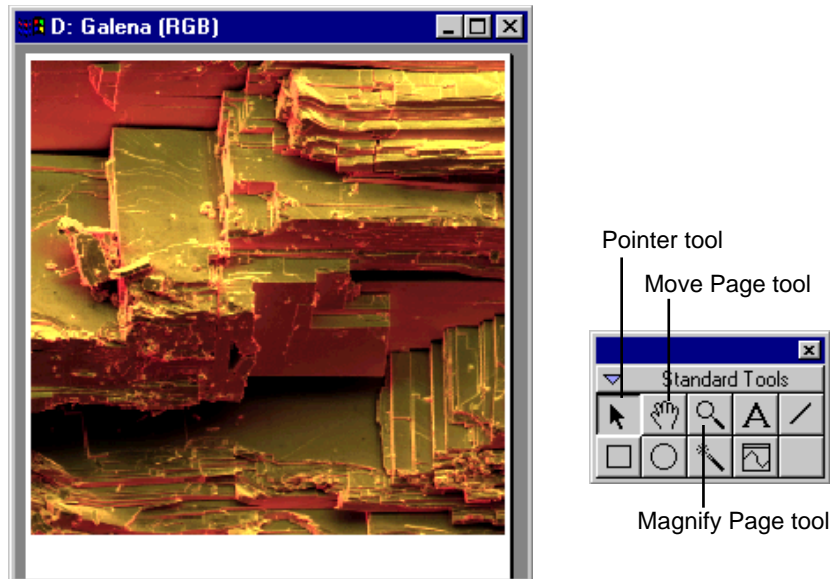 D: Galena (RGB)
Pointer tool
Move Page tool
Standard Tools
A
Magnify Page tool